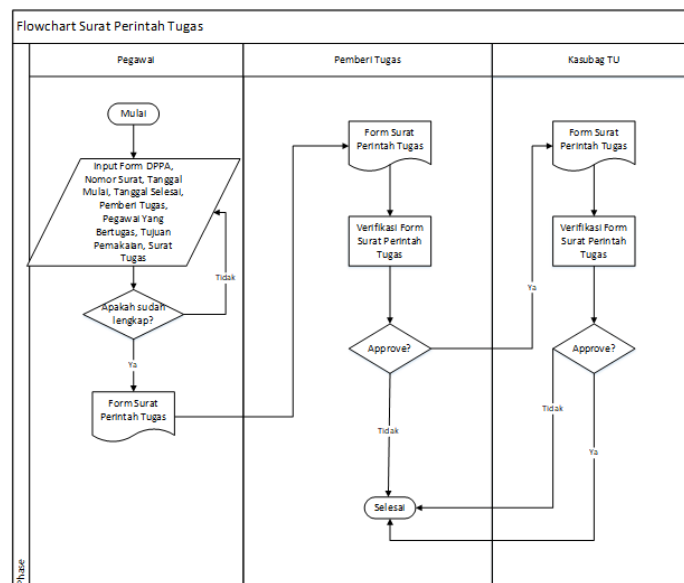 Flowchart Surat Perintah Tugas
Pegawai
Pemberi Tugas
Kasubag TU
Mulai
Input Form DPPA,
Nomor Surat, Tanggal
Mulai, Tanggal Selesai,
Pemberi Tugas,
Pegawai Yang
Bertugas, Tujuan
Pemakaian, Surat
Tugas
Tidak
Apakah sudah
lengkap?
Ya
Form Surat
Perintah Tugas
Form Surat
Perintah Tugas
Verifikasi Form
Surat Perintah
Tugas
Approve?
Ya
Tidak
Selesai
Form Surat
Perintah Tugas
Verifikasi Form
Surat Perintah
Tugas
Approve?
Tidak
Ya
Phase